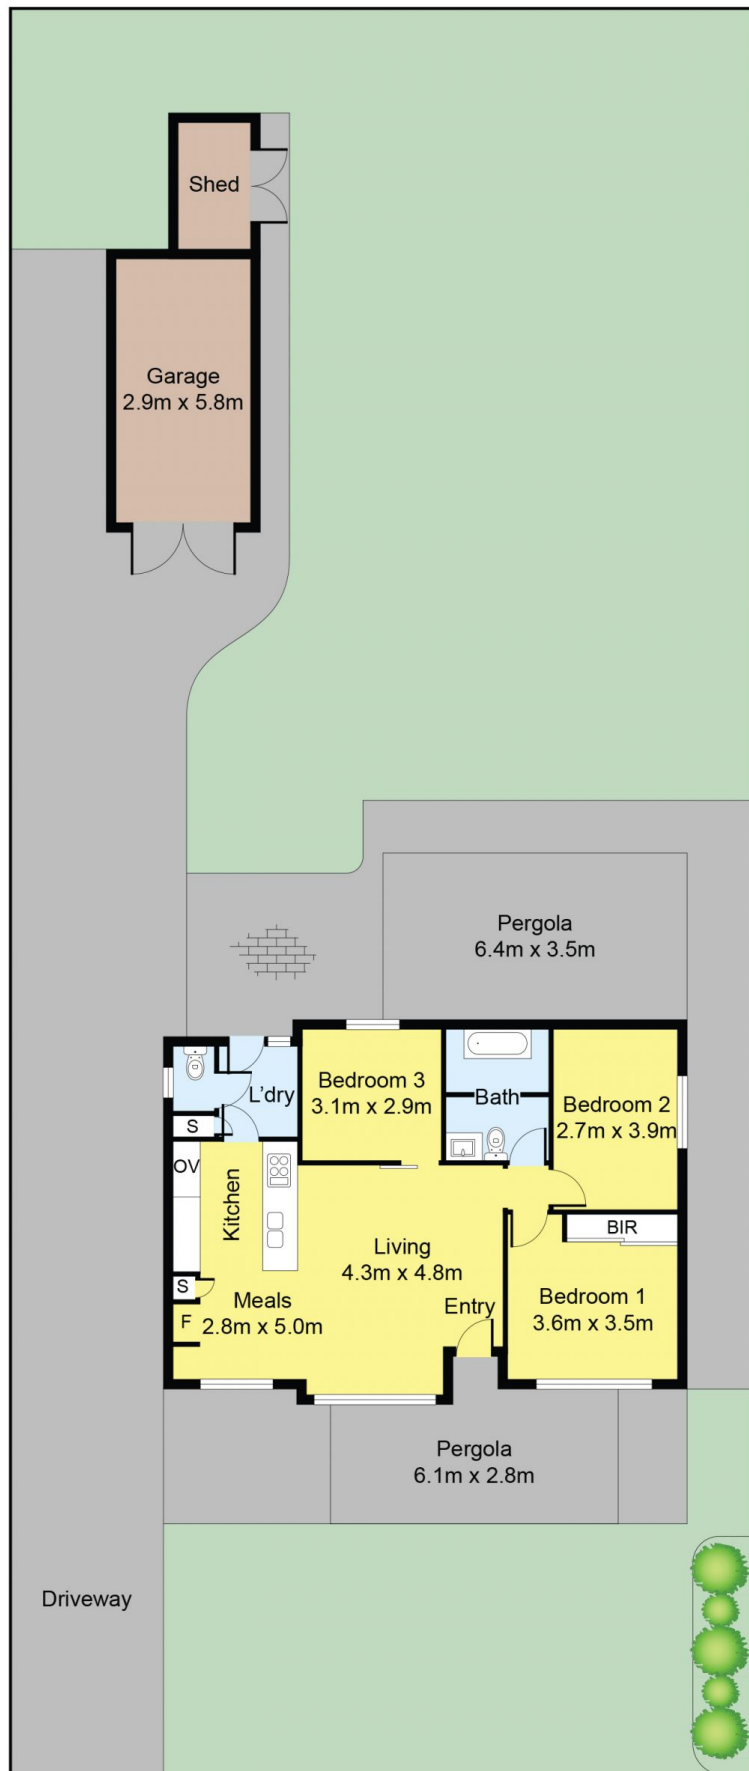 Shed
Garage
2.9m x 5.8m
Pergola
6.4m x 3.5m
Bedroom 3
3.1m x 2.9m
Bath
Bedroom 2
2.7m x 3.9m
L'dry
S
OV
Kitchen
Living
4.3m x 4.8m
BIR
S
F
Meals
2.8m x 5.0m
Entry
Bedroom 1
3.6m x 3.5m
Pergola
6.1m x 2.8m
Driveway